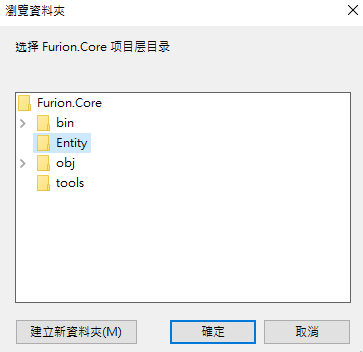 瀏覽資料夾
选择 Furion.Core 项目层目录
Furion.Core
bin
Entity
obj
tools
建立新資料夾(M)
確定
取消